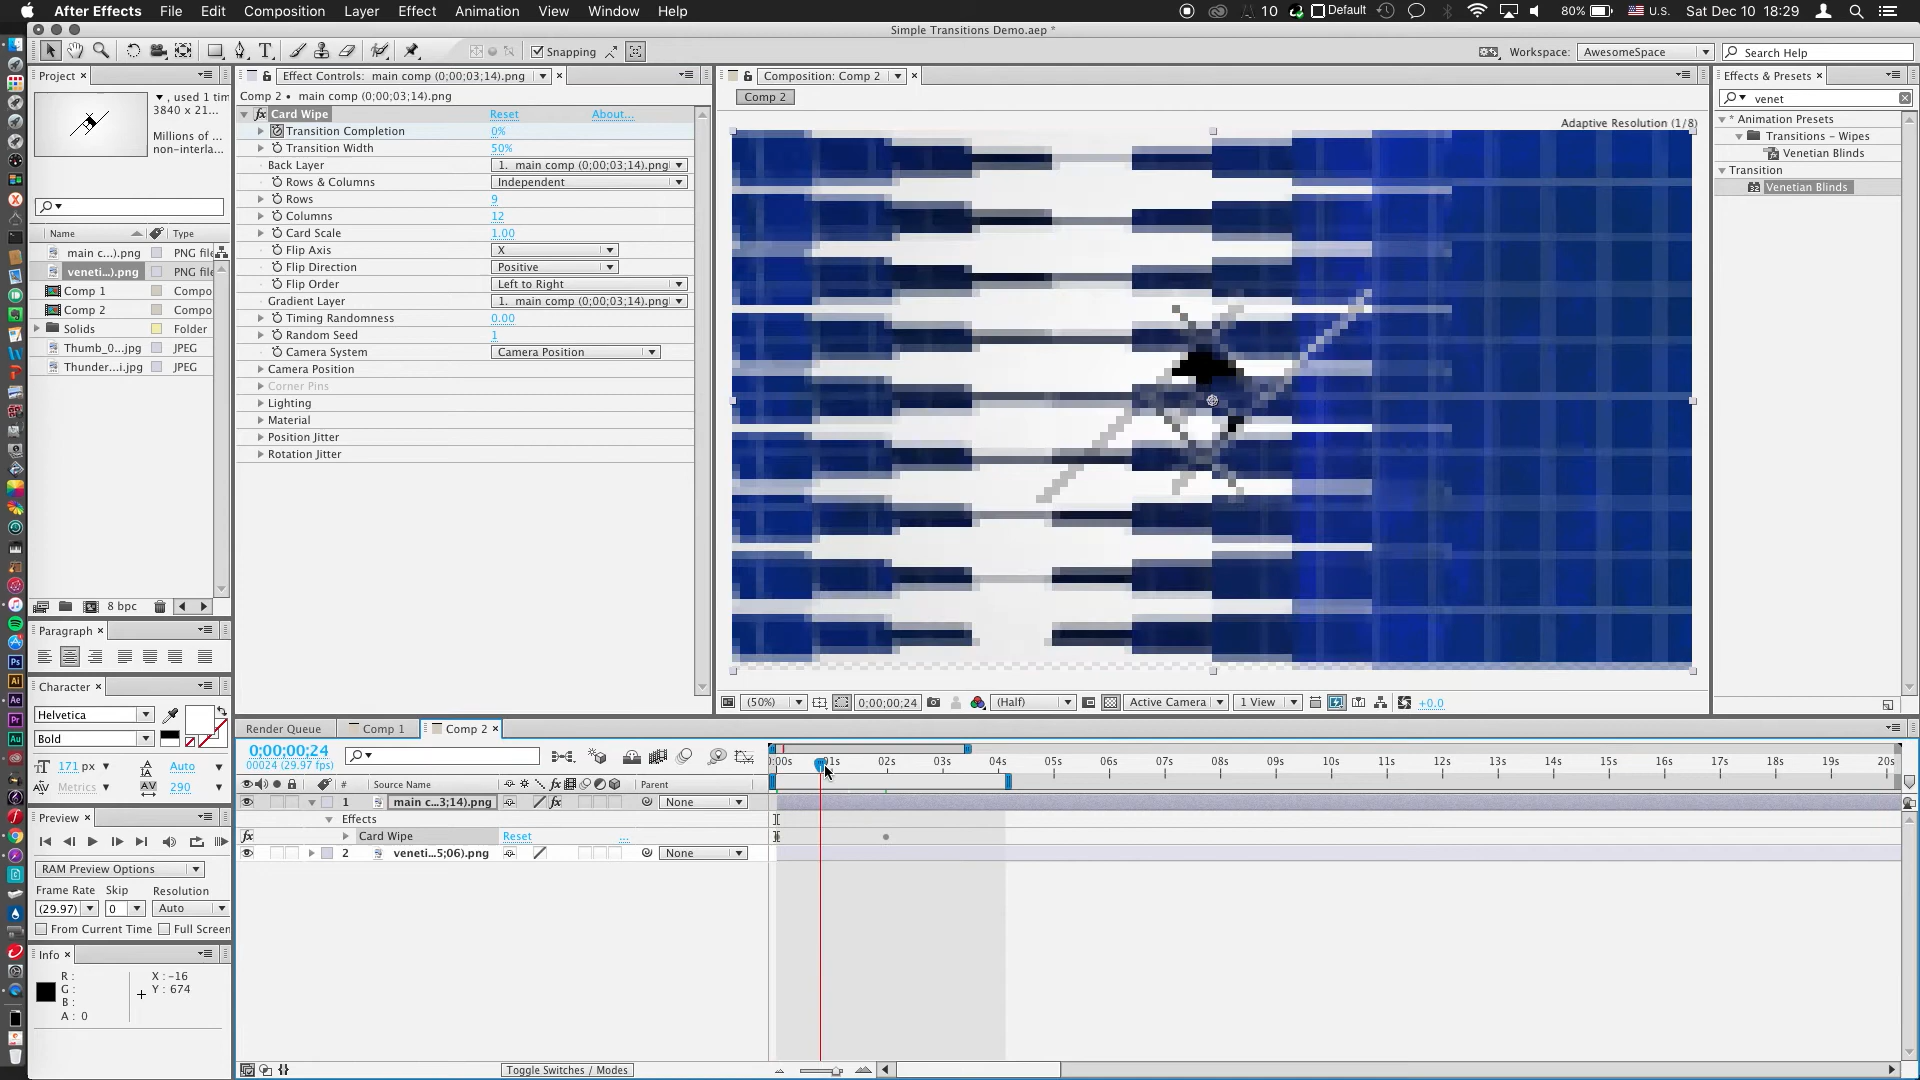 After Effects File Edit Composition Layer Effect Animation View Window Help 10 Default 80% U.S. Sat Dec 10 18:29
Simple Transitions Demo.aep *
Snapping Workspace: AwesomeSpace Search Help
Project × Effect Controls: main comp (0;00;03;14).png × Composition: Comp 2 × Effects & Presets ×
, used 1 tim
3840 x 21...
Millions of ...
non-interla...
Comp 2 • main comp (0;00;03;14).png
Comp 2
venet
fx Card Wipe Reset About...
Transition Completion 0%
Transition Width 50%
Back Layer 1. main comp (0;00;03;14).png
Rows & Columns Independent
Rows 9
Columns 12
Card Scale 1.00
Flip Axis X
Flip Direction Positive
Flip Order Left to Right
Gradient Layer 1. main comp (0;00;03;14).png
Timing Randomness 0.00
Random Seed 1
Camera System Camera Position
Camera Position
Corner Pins
Lighting
Material
Position Jitter
Rotation Jitter
Adaptive Resolution (1/8)
* Animation Presets
Transitions - Wipes
Venetian Blinds
Transition
Venetian Blinds
Name Type
main c...).png PNG file
veneti...).png PNG file
Comp 1 Compo
Comp 2 Compo
Solids Folder
Thumb_0...jpg JPEG
Thunder...i.jpg JPEG
8 bpc
Paragraph ×
Character ×
Helvetica
Bold
171 px Auto
Metrics 290
Preview ×
RAM Preview Options
Frame Rate Skip Resolution
(29.97) 0 Auto
From Current Time Full Screen
Info ×
R :
G :
B :
A : 0
X : -16
Y : 674
(50%) 0;00;00;24 (Half) Active Camera 1 View +0.0
Render Queue Comp 1 Comp 2 ×
0;00;00;24
00024 (29.97 fps)
# Source Name Parent
0:00s 01s 02s 03s 04s 05s 06s 07s 08s 09s 10s 11s 12s 13s 14s 15s 16s 17s 18s 19s 20s
1 main c...3;14).png fx None
Effects
fx Card Wipe Reset ...
2 veneti...5;06).png None
Toggle Switches / Modes
Ps
Ai
Ae
Pr
Au